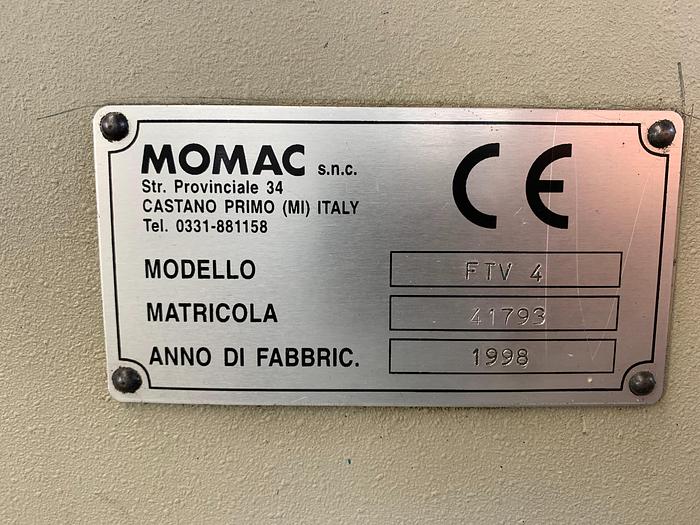 MOMAC s.n.c.
Str. Provinciale 34
CASTANO PRIMO (MI) ITALY
Tel. 0331-881158
CE
MODELLO FTV 4
MATRICOLA 41793
ANNO DI FABBRIC. 1998